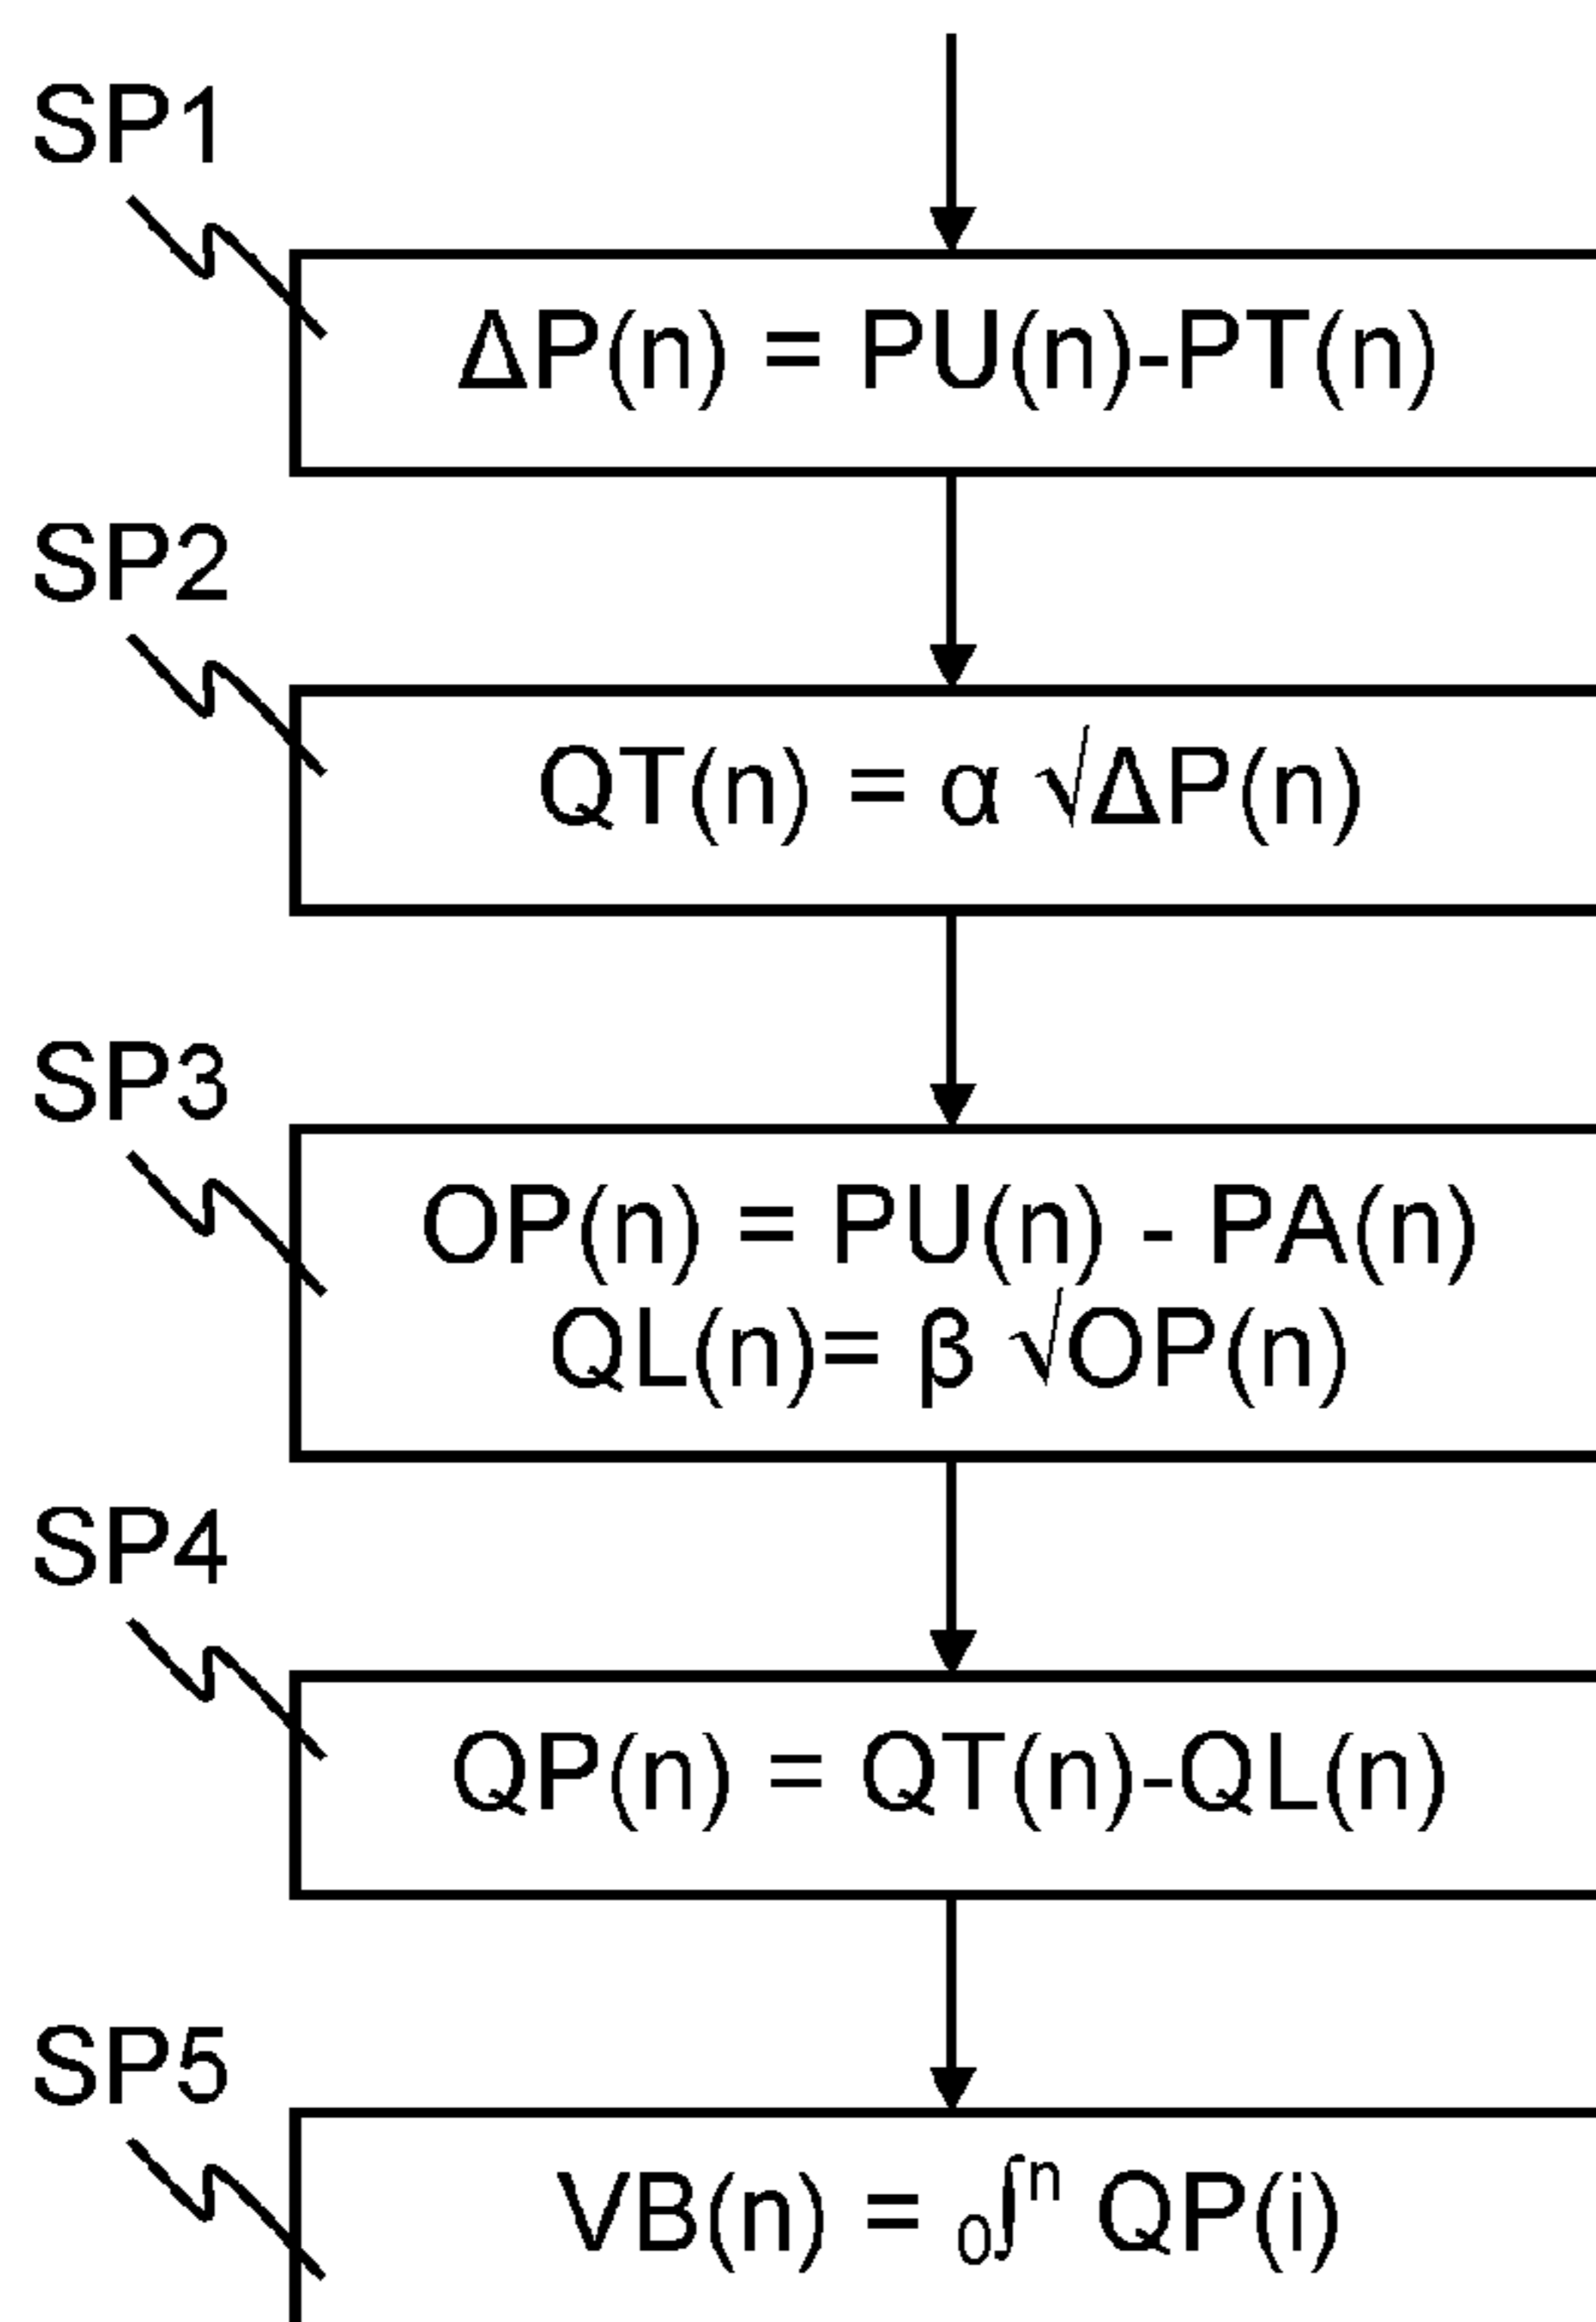 SP1
ΔP(n) = PU(n)-PT(n)
SP2
QT(n) = α √ΔP(n)
SP3
OP(n) = PU(n) - PA(n)
QL(n)= β √OP(n)
SP4
QP(n) = QT(n)-QL(n)
SP5
VB(n) = ₀∫ⁿ QP(i)